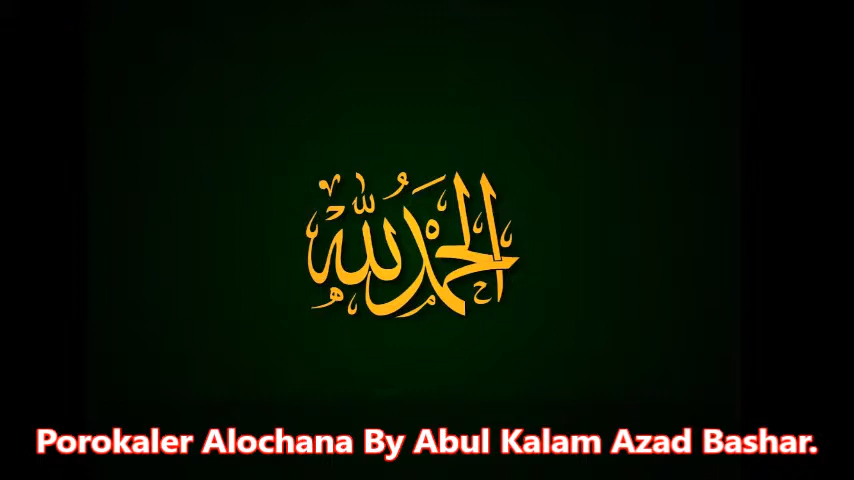 الحمد لله
Porokaler Alochana By Abul Kalam Azad Bashar.